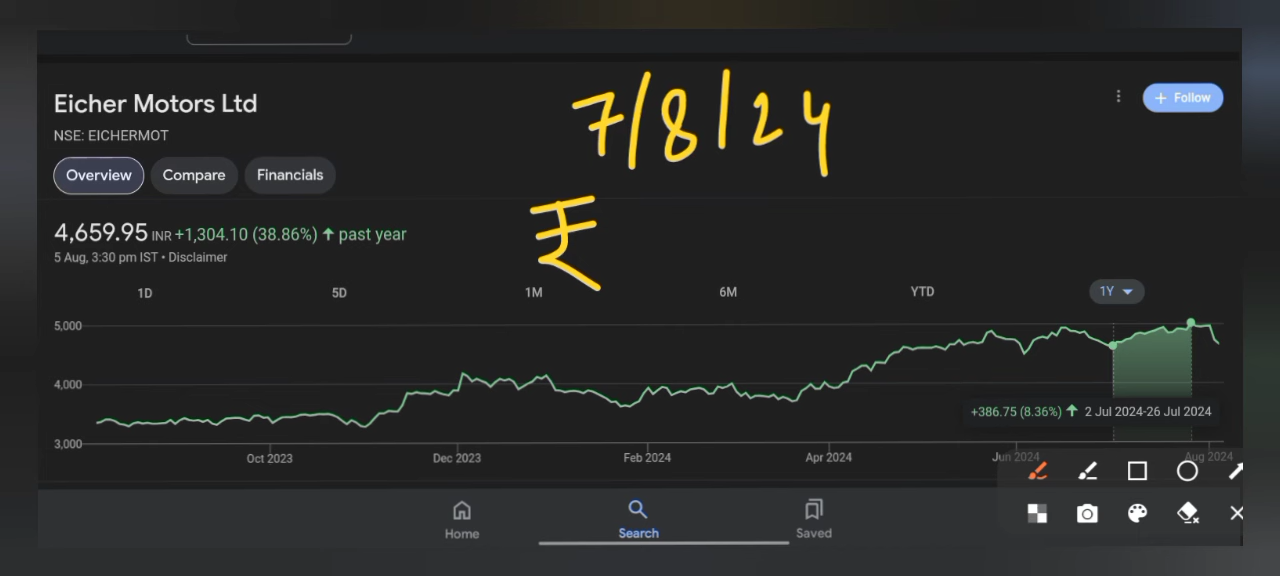 Eicher Motors Ltd
7/8/24
+ Follow
NSE: EICHERMOT
Overview Compare Financials
₹
4,659.95 INR +1,304.10 (38.86%) ↑ past year
5 Aug, 3:30 pm IST • Disclaimer
1D 5D 1M 6M YTD 1Y
5,000
4,000
+386.75 (8.36%) ↑ 2 Jul 2024-26 Jul 2024
3,000
Oct 2023 Dec 2023 Feb 2024 Apr 2024 Jun 2024 Aug 2024
Home Search Saved